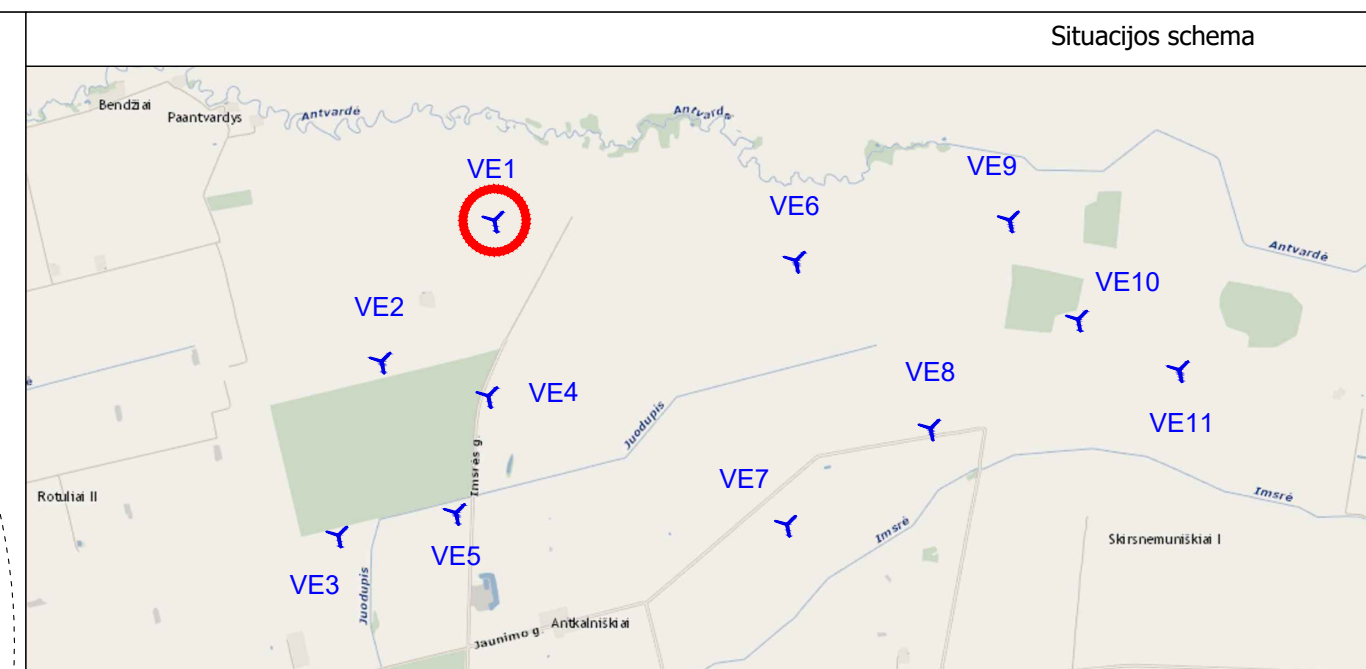 Situacijos schema
Bendžiai
Paantvardys
Antvardė
Antvardė
VE1
VE6
VE9
Antvardė
VE2
VE10
VE4
VE8
VE11
Juodupis
Imsrės g.
VE7
Rotuliai II
Imsrė
Imsrė
Skirsnemuniškiai I
VE5
VE3
Juodupis
Antkalniškiai
Jaunimo g.